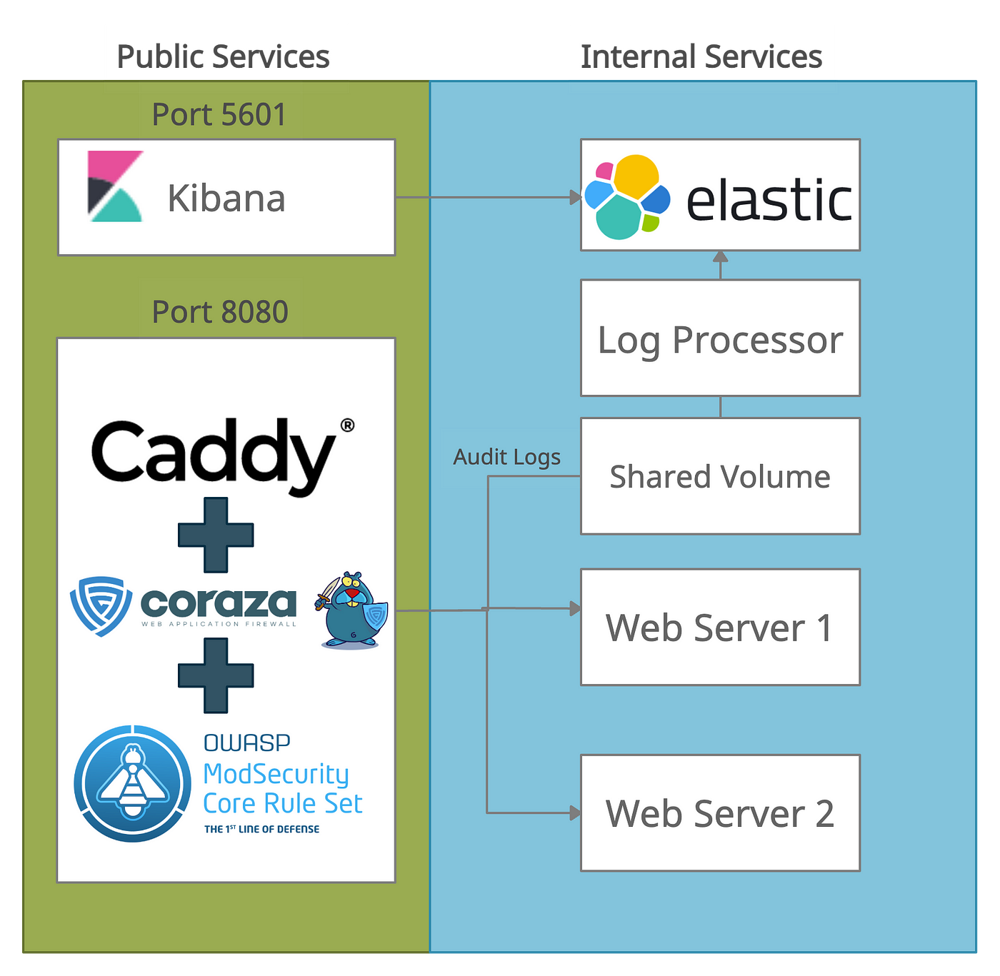 Public Services
Internal Services
Port 5601
Kibana
elastic
Port 8080
Log Processor
Caddy®
Audit Logs
Shared Volume
coraza
WEB APPLICATION FIREWALL
Web Server 1
OWASP
ModSecurity
Core Rule Set
THE 1ST LINE OF DEFENSE
Web Server 2